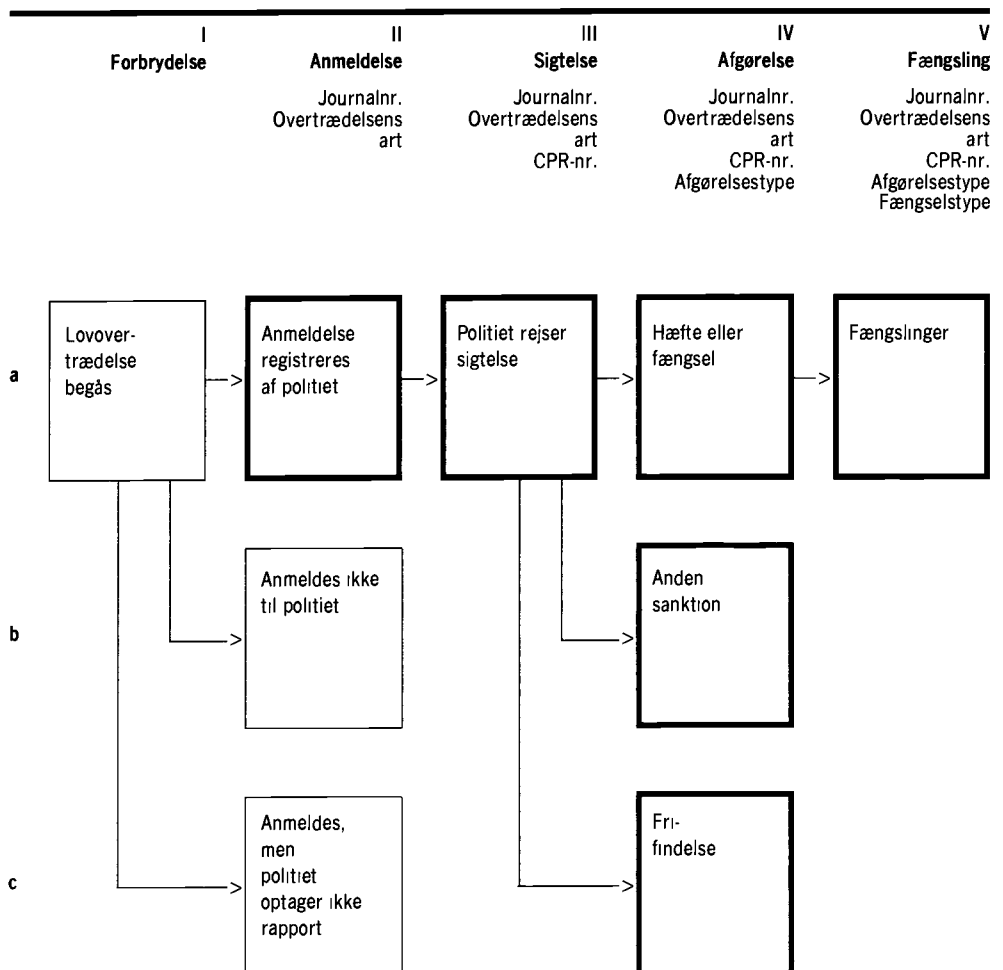 I
Forbrydelse
II
Anmeldelse
Journalnr.
Overtrædelsens
art
III
Sigtelse
Journalnr.
Overtrædelsens
art
CPR-nr.
IV
Afgørelse
Journalnr.
Overtrædelsens
art
CPR-nr.
Afgørelsestype
V
Fængsling
Journalnr.
Overtrædelsens
art
CPR-nr.
Afgørelsestype
Fængselstype
a
Lovover-
trædelse
begås
Anmeldelse
registreres
af politiet
Politiet rejser
sigtelse
Hæfte eller
fængsel
Fængslinger
b
Anmeldes ikke
til politiet
Anden
sanktion
c
Anmeldes,
men
politiet
optager ikke
rapport
Fri-
findelse